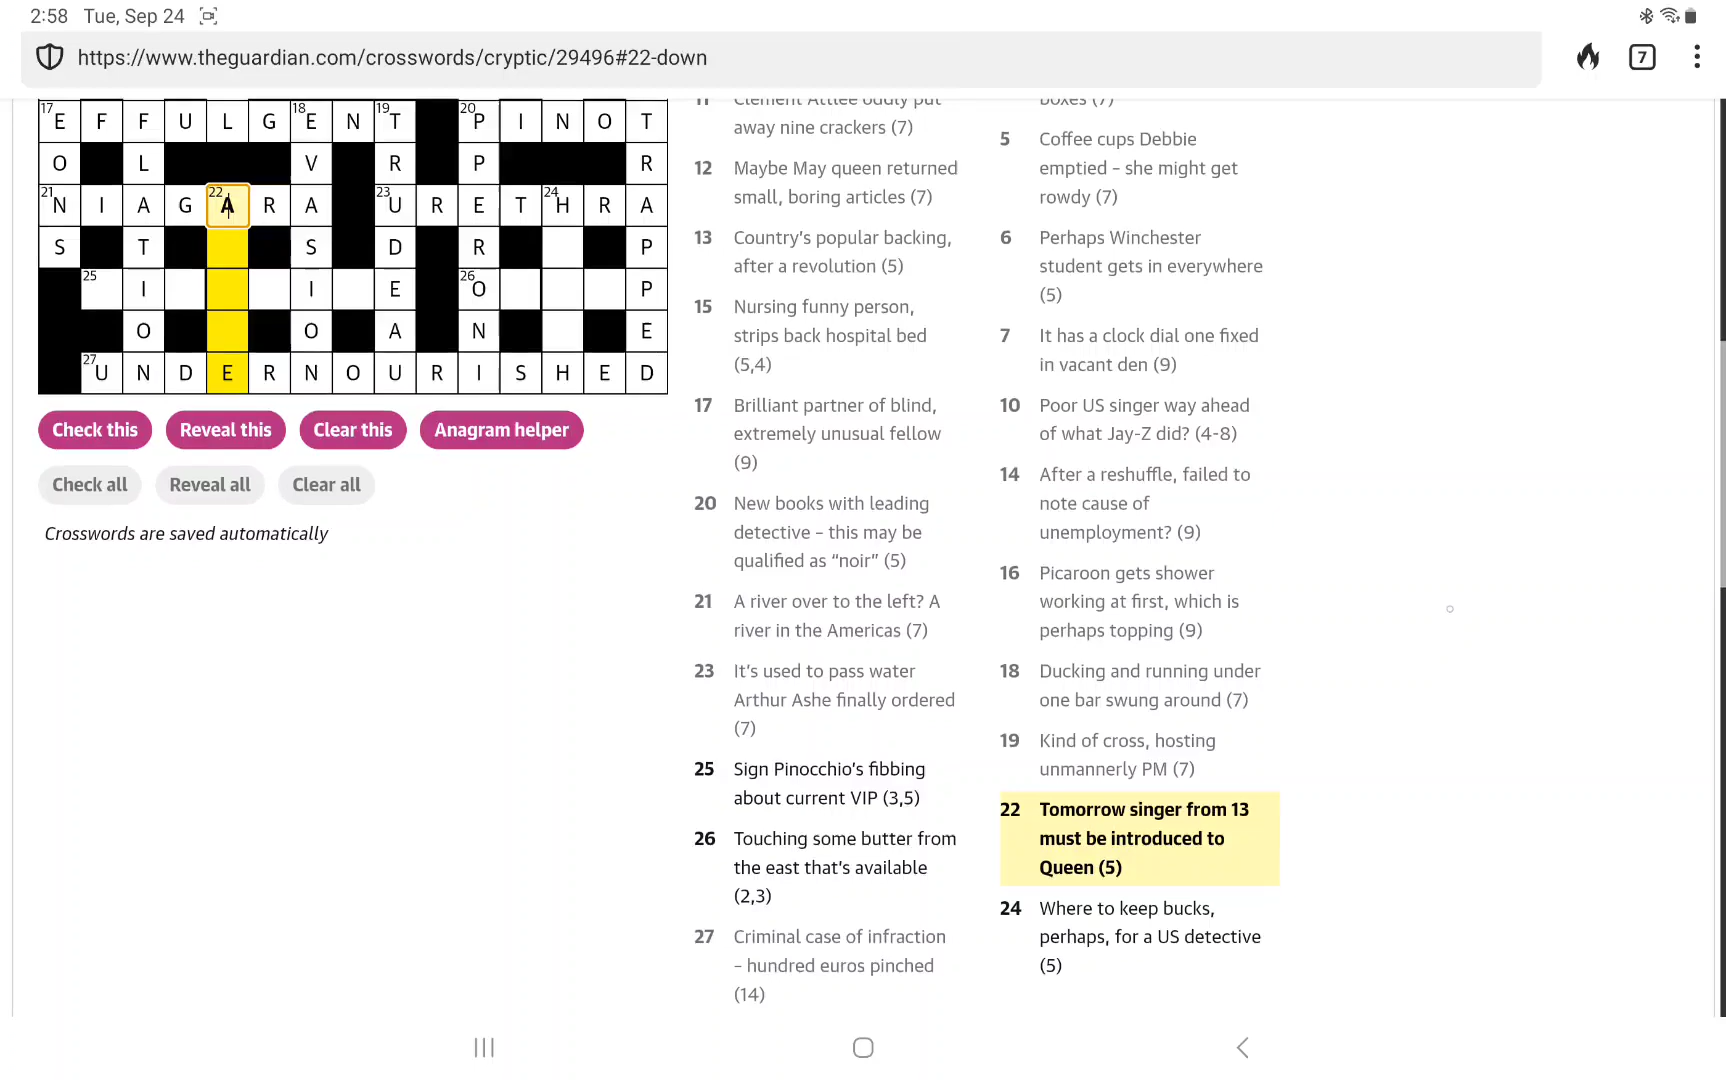 2:58 Tue, Sep 24
https://www.theguardian.com/crosswords/cryptic/29496#22-down
7
17 E F F U L G 18 E N 19 T 20 P I N O T
O L V R P R
21 N I A G 22 A R A 23 U R E T 24 H R A
S T S D R P
25 I I E 26 O P
O O A N E
27 U N D E R N O U R I S H E D
Check this
Reveal this
Clear this
Anagram helper
Check all
Reveal all
Clear all
Crosswords are saved automatically
11 Clement Attlee oddly put
away nine crackers (7)
12 Maybe May queen returned
small, boring articles (7)
13 Country's popular backing,
after a revolution (5)
15 Nursing funny person,
strips back hospital bed
(5,4)
17 Brilliant partner of blind,
extremely unusual fellow
(9)
20 New books with leading
detective – this may be
qualified as “noir” (5)
21 A river over to the left? A
river in the Americas (7)
23 It's used to pass water
Arthur Ashe finally ordered
(7)
25 Sign Pinocchio's fibbing
about current VIP (3,5)
26 Touching some butter from
the east that's available
(2,3)
27 Criminal case of infraction
– hundred euros pinched
(14)
boxes (7)
5 Coffee cups Debbie
emptied – she might get
rowdy (7)
6 Perhaps Winchester
student gets in everywhere
(5)
7 It has a clock dial one fixed
in vacant den (9)
10 Poor US singer way ahead
of what Jay-Z did? (4-8)
14 After a reshuffle, failed to
note cause of
unemployment? (9)
16 Picaroon gets shower
working at first, which is
perhaps topping (9)
18 Ducking and running under
one bar swung around (7)
19 Kind of cross, hosting
unmannerly PM (7)
22 Tomorrow singer from 13
must be introduced to
Queen (5)
24 Where to keep bucks,
perhaps, for a US detective
(5)